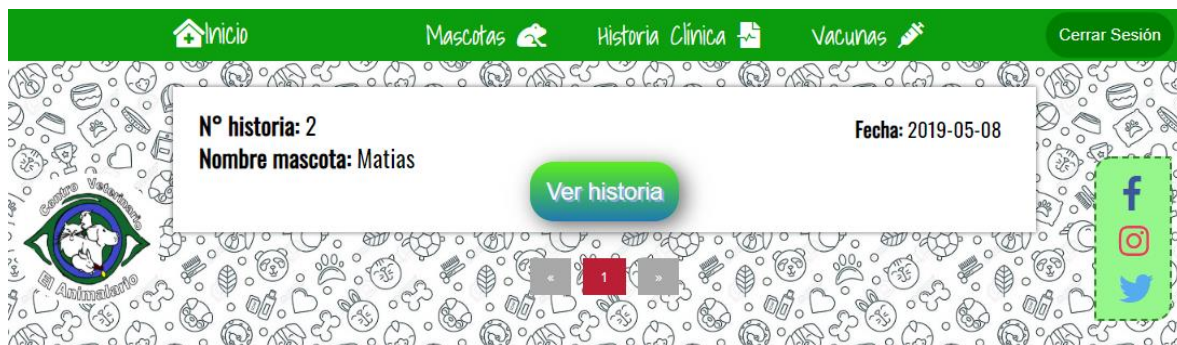 Inicio
Mascotas
Historia Clínica
Vacunas
Cerrar Sesión
N° historia: 2
Fecha: 2019-05-08
Nombre mascota: Matias
Ver historia
Centro Veterinario
El Animalario
« 1 »